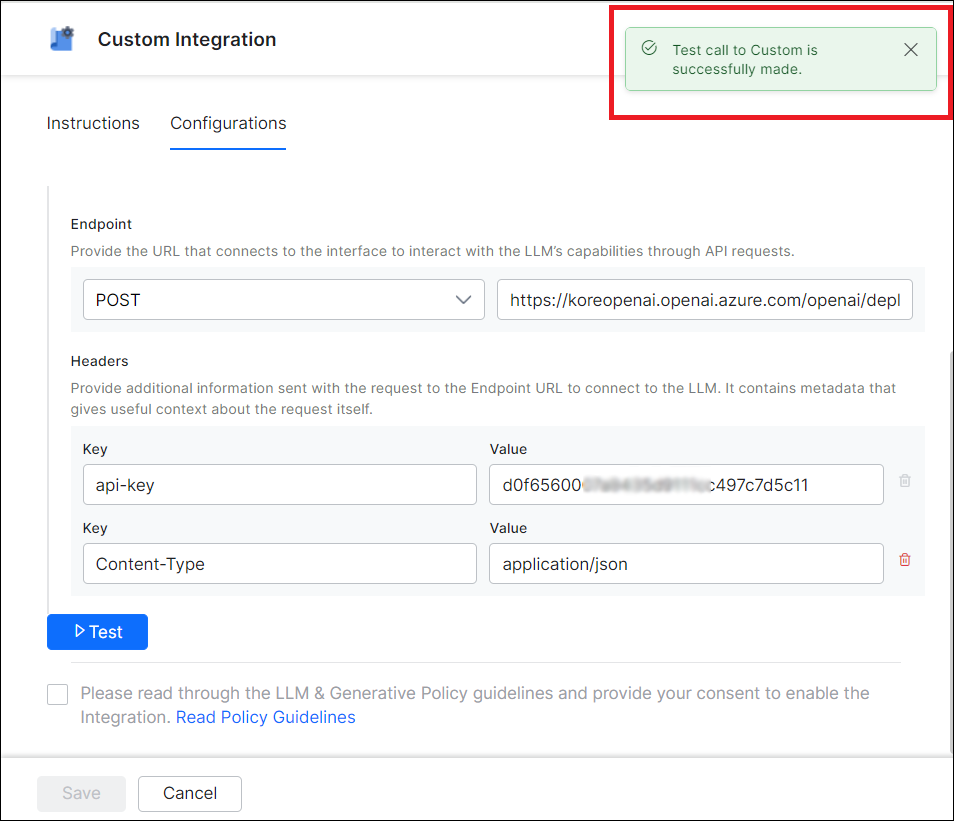 Custom Integration
Test call to Custom is
successfully made.
Instructions
Configurations
Endpoint
Provide the URL that connects to the interface to interact with the LLM’s capabilities through API requests.
POST
https://koreopenai.openai.azure.com/openai/depl
Headers
Provide additional information sent with the request to the Endpoint URL to connect to the LLM. It contains metadata that
gives useful context about the request itself.
Key
Value
api-key
d0f65600 c497c7d5c11
Key
Value
Content-Type
application/json
Test
Please read through the LLM & Generative Policy guidelines and provide your consent to enable the
Integration. Read Policy Guidelines
Save
Cancel